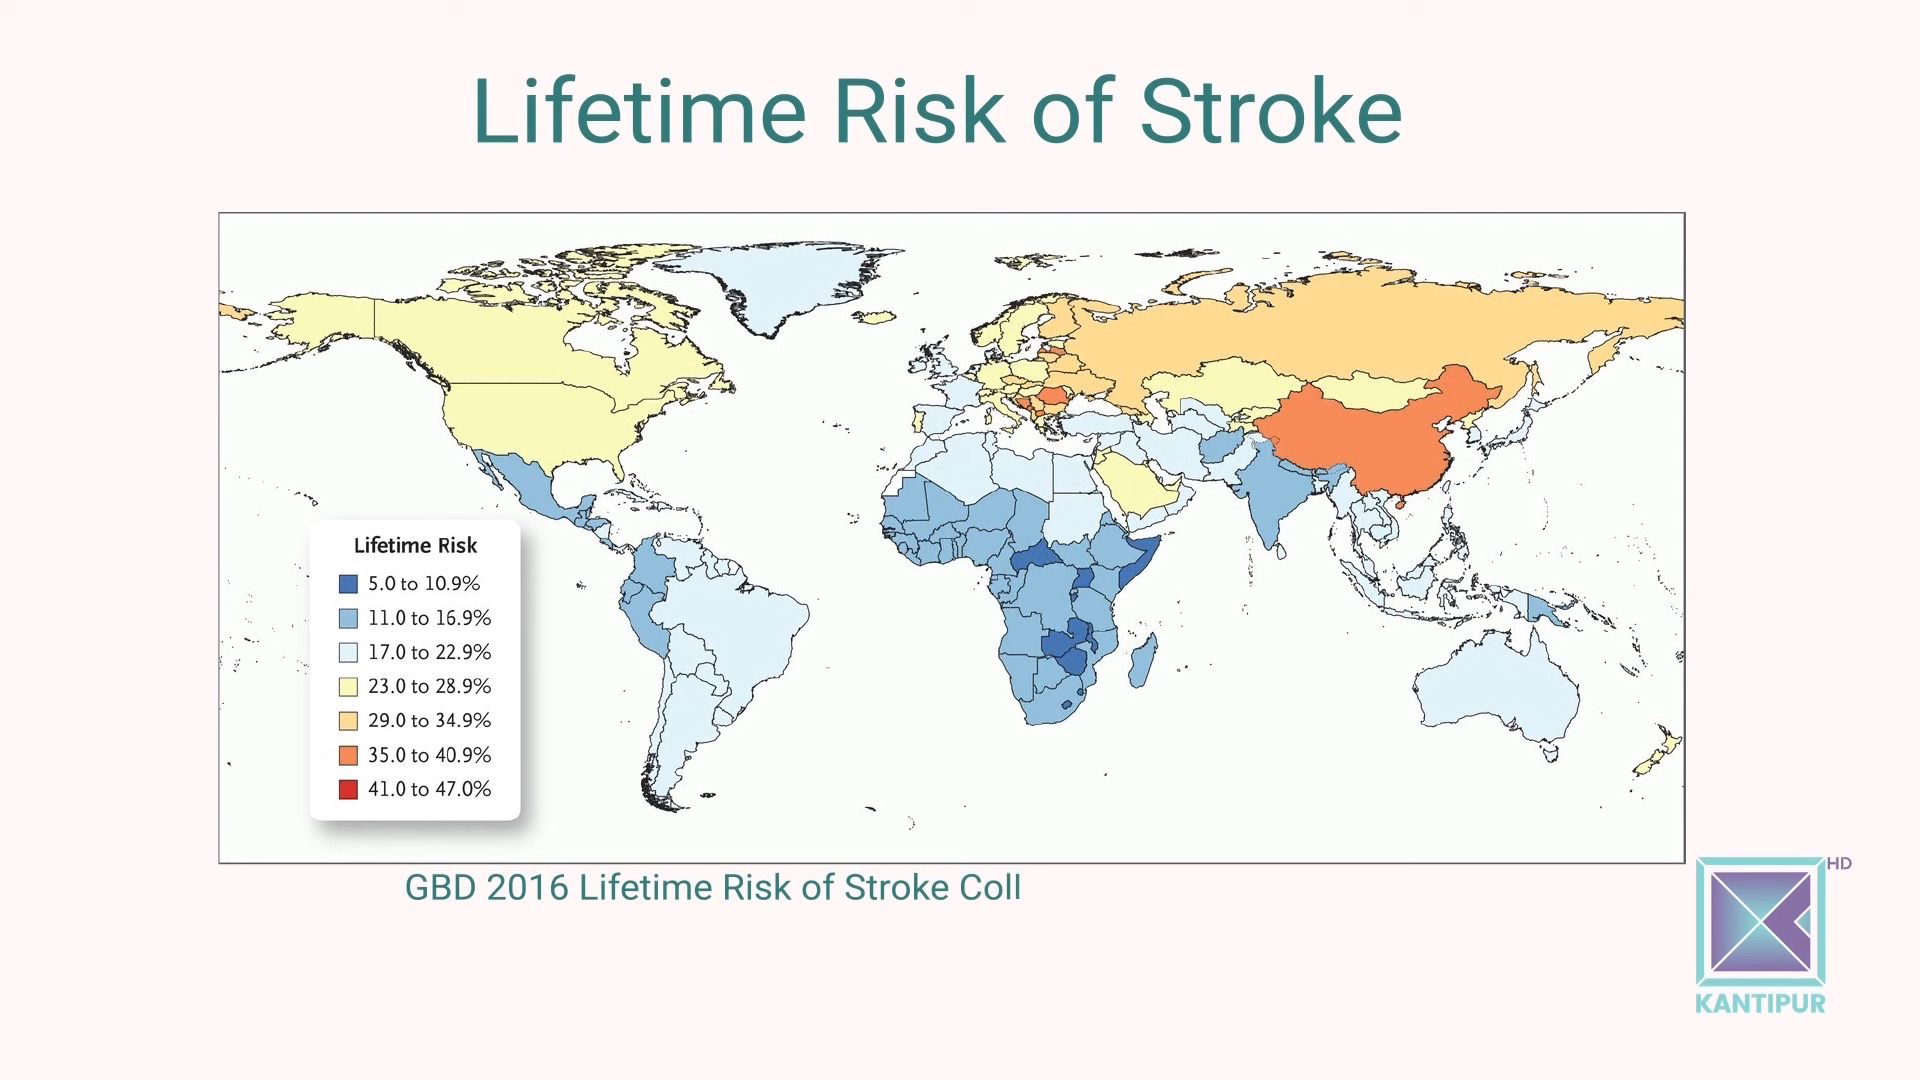 Lifetime Risk of Stroke
Lifetime Risk
5.0 to 10.9%
11.0 to 16.9%
17.0 to 22.9%
23.0 to 28.9%
29.0 to 34.9%
35.0 to 40.9%
41.0 to 47.0%
GBD 2016 Lifetime Risk of Stroke Coll
HD
KANTIPUR